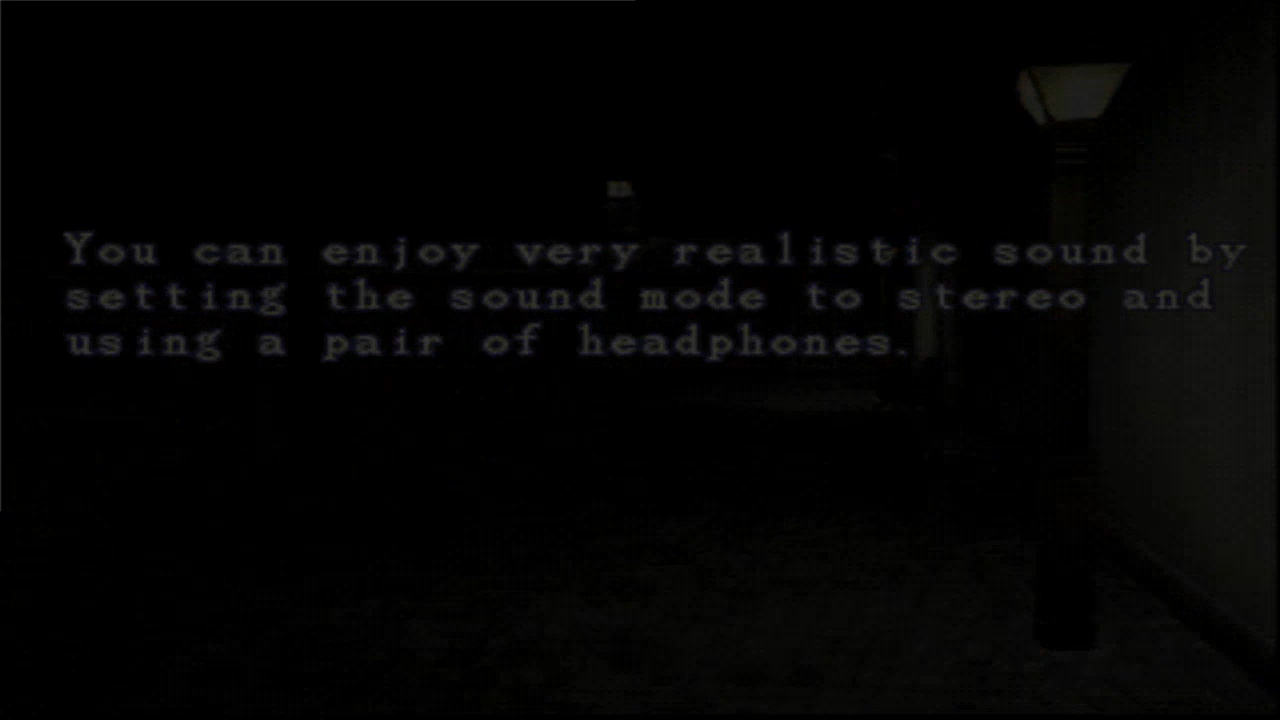 You can enjoy very realistic sound by
setting the sound mode to stereo and
using a pair of headphones.